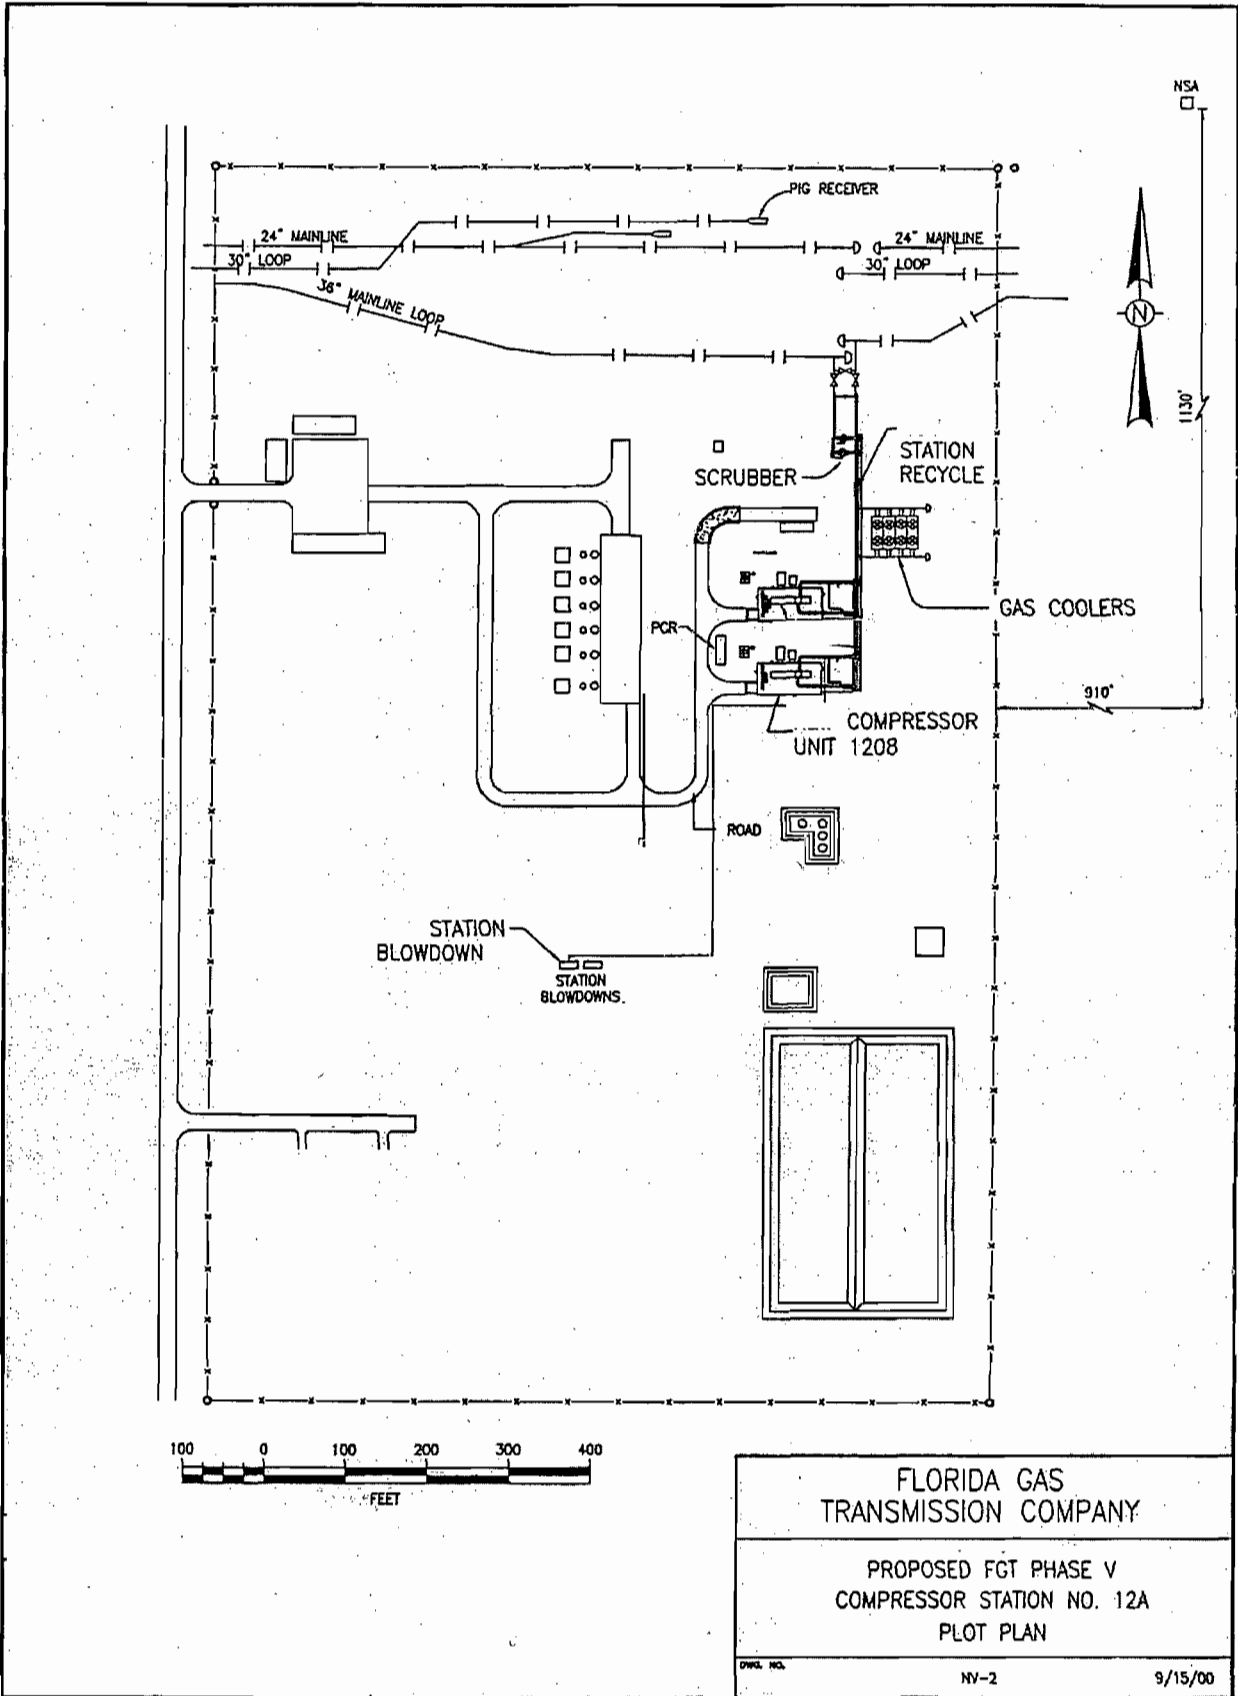 NSA
PIG RECEIVER
24" MAINLINE
24" MAINLINE
30" LOOP
30" LOOP
36" MAINLINE LOOP
N
1130'
STATION
RECYCLE
SCRUBBER
GAS COOLERS
PGR
910'
COMPRESSOR
UNIT 1208
ROAD
STATION
BLOWDOWN
STATION
BLOWDOWNS.
100 0 100 200 300 400
FEET
FLORIDA GAS
TRANSMISSION COMPANY
PROPOSED FGT PHASE V
COMPRESSOR STATION NO. 12A
PLOT PLAN
DWG. NO.
NV-2 9/15/00